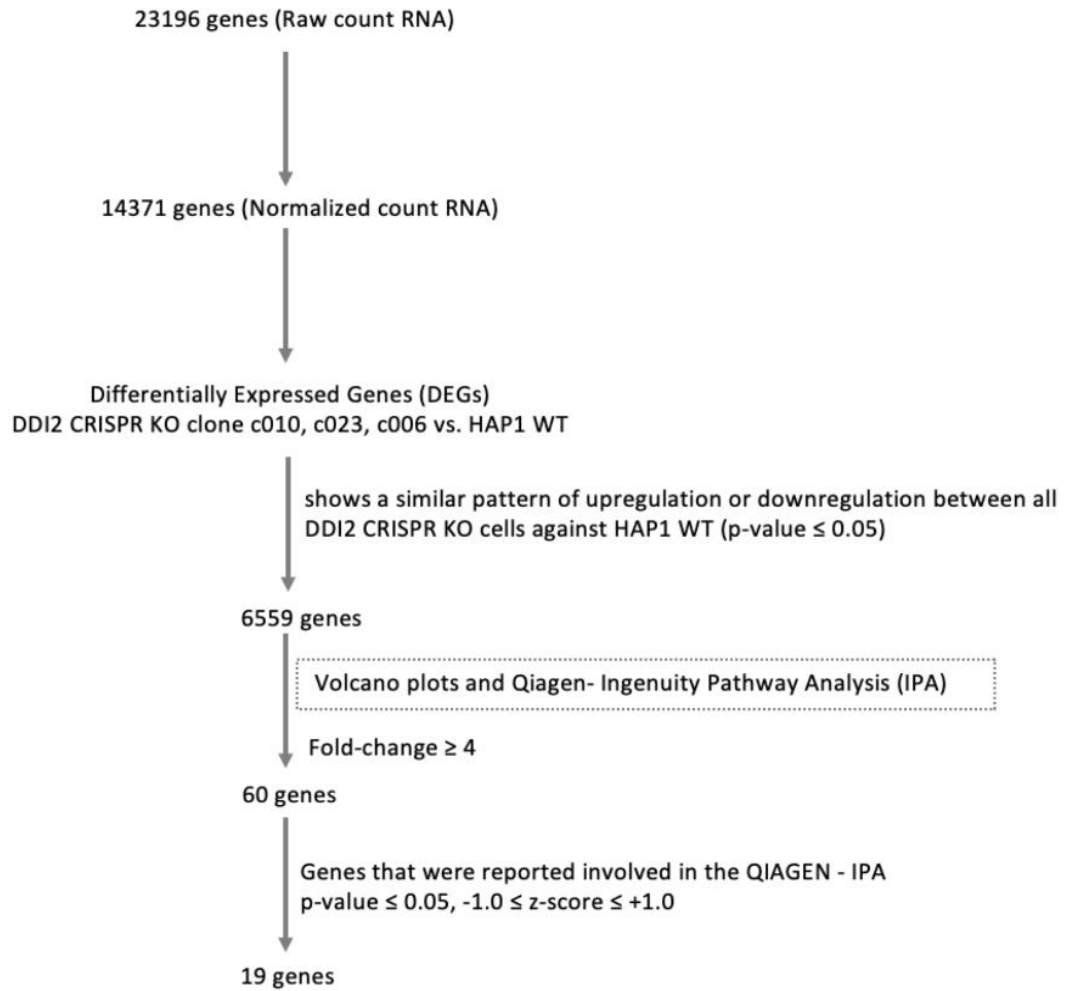 23196 genes (Raw count RNA)
14371 genes (Normalized count RNA)
Differentially Expressed Genes (DEGs)
DDI2 CRISPR KO clone c010, c023, c006 vs. HAP1 WT
shows a similar pattern of upregulation or downregulation between all
DDI2 CRISPR KO cells against HAP1 WT (p-value ≤ 0.05)
6559 genes
Volcano plots and Qiagen- Ingenuity Pathway Analysis (IPA)
Fold-change ≥ 4
60 genes
Genes that were reported involved in the QIAGEN - IPA
p-value ≤ 0.05, -1.0 ≤ z-score ≤ +1.0
19 genes